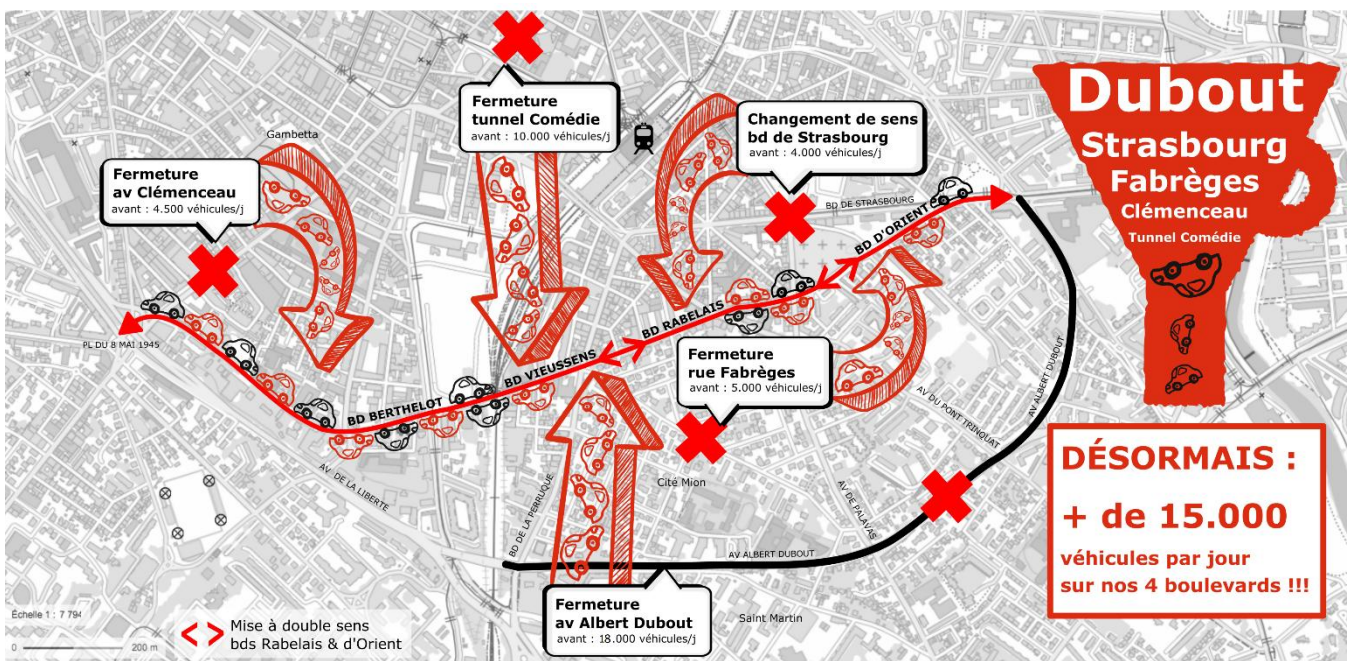 Fermeture
tunnel Comédie
avant : 10.000 véhicules/j
Changement de sens
bd de Strasbourg
avant : 4.000 véhicules/j
Dubout
Strasbourg
Fabrèges
Clémenceau
Tunnel Comédie
Gambetta
Fermeture
av Clémenceau
avant : 4.500 véhicules/j
BD DE STRASBOURG
BD D'ORIENT
BD RABELAIS
BD VIEUSSENS
BD BERTHELOT
PL DU 8 MAI 1945
Fermeture
rue Fabrèges
avant : 5.000 véhicules/j
AV DU PONT TRINQUAT
AV ALBERT DUBOUT
AV DE LA LIBERTE
BD DE LA PERRUQUE
Cité Mion
AV DE PALAVAS
AV ALBERT DUBOUT
DÉSORMAIS :
+ de 15.000
véhicules par jour
sur nos 4 boulevards !!!
Fermeture
av Albert Dubout
avant : 18.000 véhicules/j
Saint Martin
Échelle 1 : 7 794
0 200 m
< > Mise à double sens
bds Rabelais & d'Orient